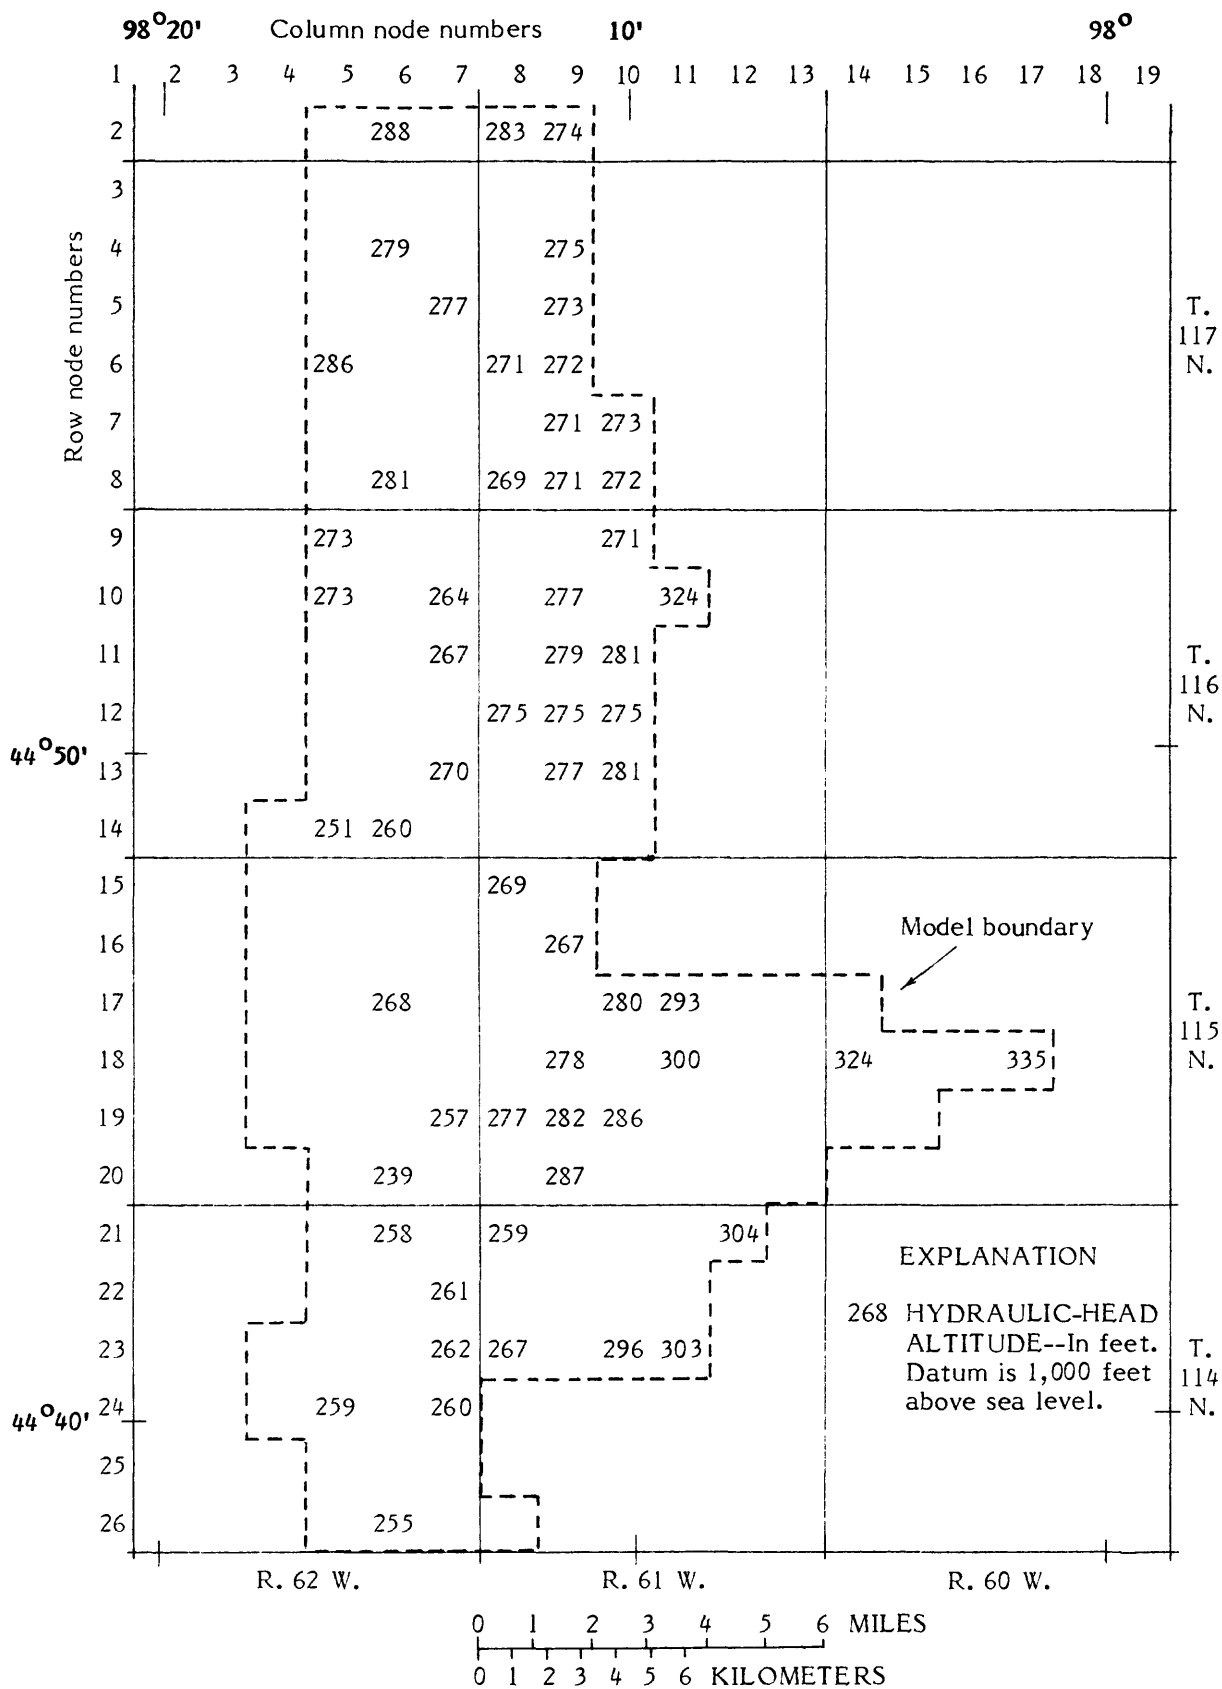 98°20' Column node numbers 10' 98°
1 2 3 4 5 6 7 8 9 10 11 12 13 14 15 16 17 18 19
Row node numbers
2 288 283 274
3
4 279 275
5 277 273 T.
117
6 286 271 272 N.
7 271 273
8 281 269 271 272
9 273 271
10 273 264 277 324
11 267 279 281 T.
116
12 275 275 275 N.
44°50'
13 270 277 281
14 251 260
15 269
Model boundary
16 267
17 268 280 293 T.
115
18 278 300 324 335 N.
19 257 277 282 286
20 239 287
21 258 259 304
EXPLANATION
22 261
268 HYDRAULIC-HEAD
ALTITUDE--In feet.
Datum is 1,000 feet
above sea level.
23 262 267 296 303 T.
114
24 259 260 N.
44°40'
25
26 255
R. 62 W. R. 61 W. R. 60 W.
0 1 2 3 4 5 6 MILES
0 1 2 3 4 5 6 KILOMETERS